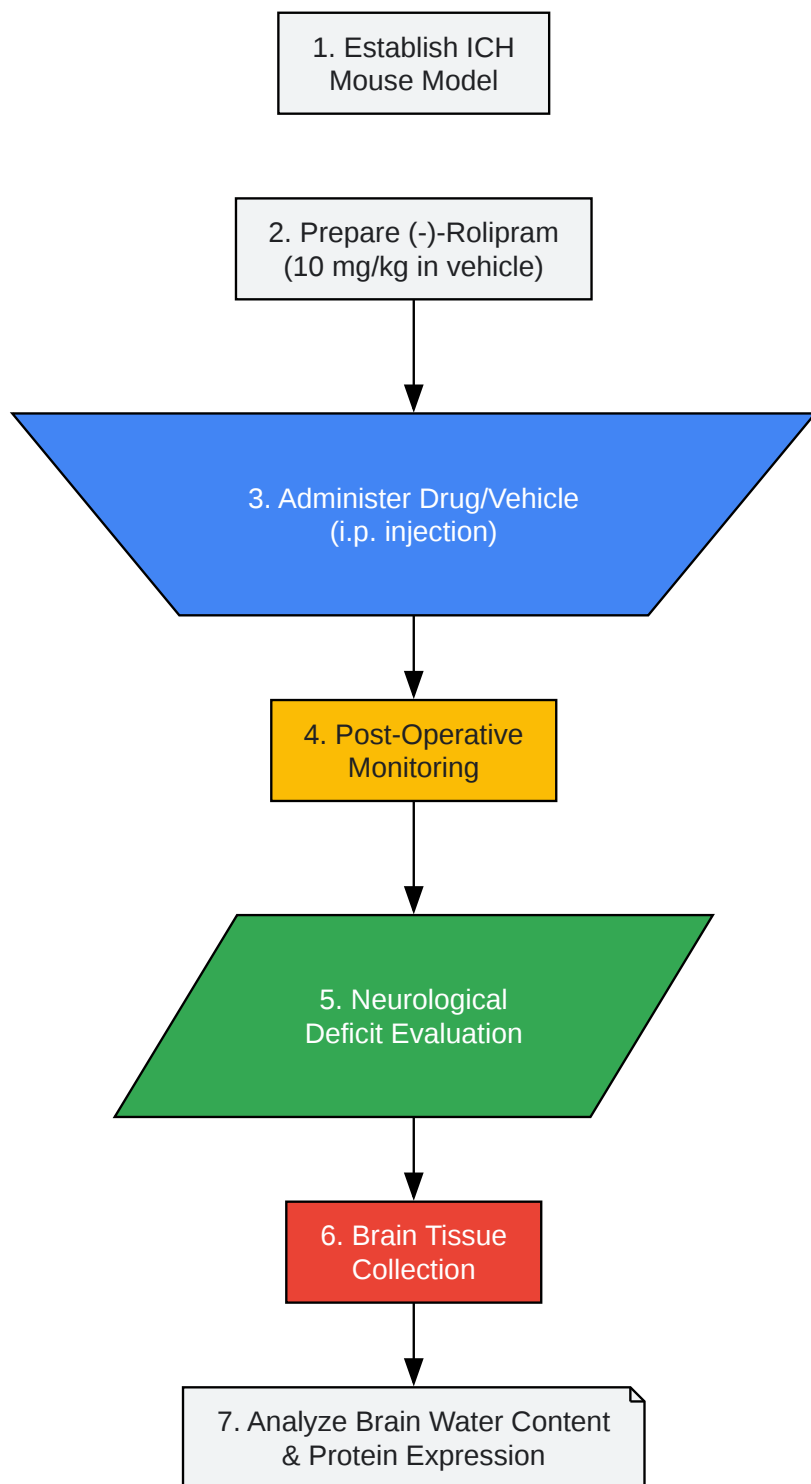 1. Establish ICH
Mouse Model
2. Prepare (-)-Rolipram
(10 mg/kg in vehicle)
3. Administer Drug/Vehicle
(i.p. injection)
4. Post-Operative
Monitoring
5. Neurological
Deficit Evaluation
6. Brain Tissue
Collection
7. Analyze Brain Water Content
& Protein Expression